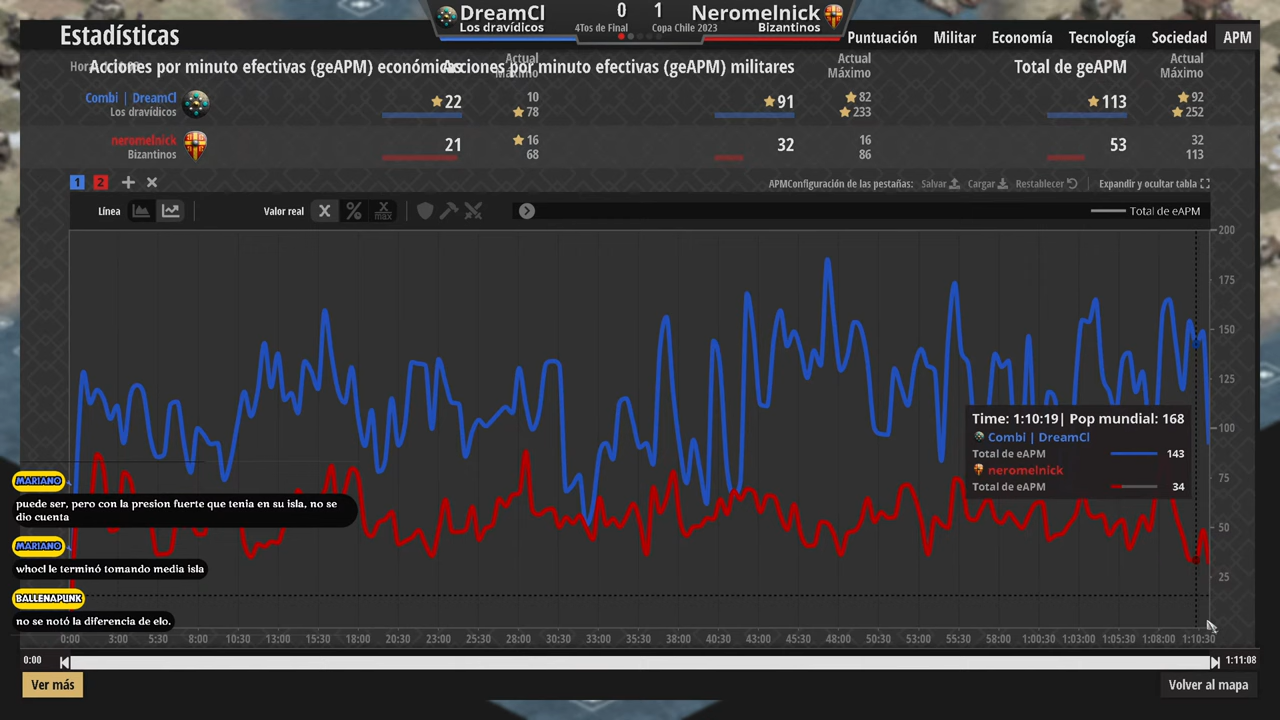 DreamCl
Los dravídicos
0 1
4Tos de Final
Copa Chile 2023
Neromelnick
Bizantinos
Estadísticas
Puntuación Militar Economía Tecnología Sociedad APM
Acciones por minuto efectivas (geAPM) económicas
Actual
Máximo
Acciones por minuto efectivas (geAPM) militares
Actual
Máximo
Total de geAPM
Actual
Máximo
Combi | DreamCl
Los dravídicos
22
10
78
91
82
233
113
92
252
neromelnick
Bizantinos
21
16
68
32
16
86
53
32
113
1 2
APMConfiguración de las pestañas: Salvar Cargar Restablecer Expandir y ocultar tabla
Línea Valor real X % X max
Total de eAPM
200
175
150
125
100
75
50
25
Time: 1:10:19| Pop mundial: 168
Combi | DreamCl
Total de eAPM 143
neromelnick
Total de eAPM 34
MARIANO
puede ser, pero con la presion fuerte que tenia en su isla, no se
dio cuenta
MARIANO
whocl le terminó tomando media isla
BALLENAPUNK
no se notó la diferencia de elo.
0:00 3:00 5:30 8:00 10:30 13:00 15:30 18:00 20:30 23:00 25:30 28:00 30:30 33:00 35:30 38:00 40:30 43:00 45:30 48:00 50:30 53:00 55:30 58:00 1:00:30 1:03:00 1:05:30 1:08:00 1:10:30
0:00 1:11:08
Ver más Volver al mapa